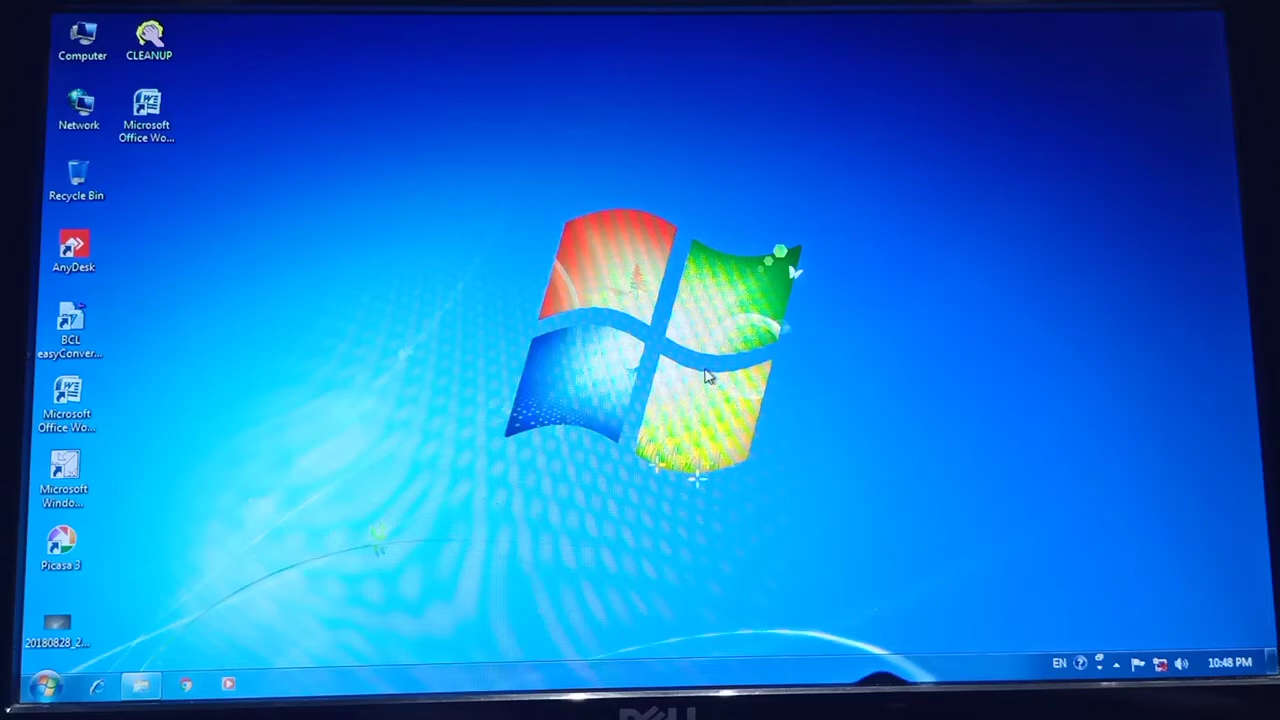 Computer
CLEANUP
Network
Microsoft
Office Wo...
Recycle Bin
AnyDesk
BCL
easyConver...
Microsoft
Office Wo...
Microsoft
Windo...
Picasa 3
20180828_2...
EN
10:48 PM
DELL